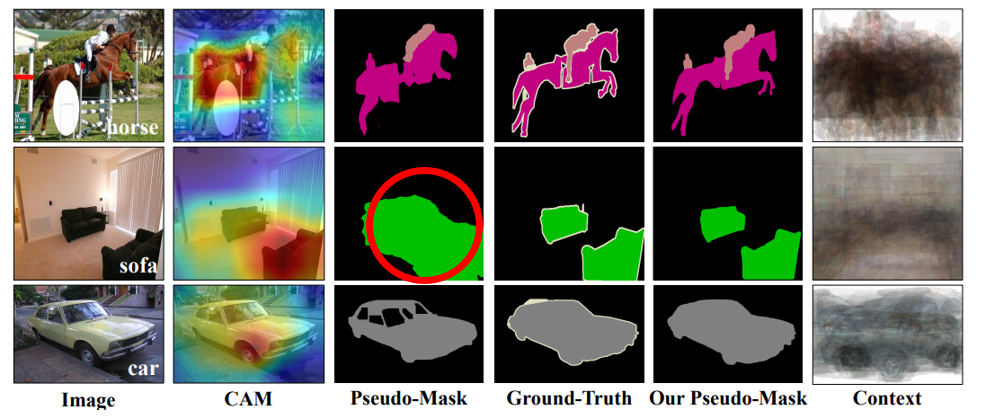 horse
sofa
car
Image CAM Pseudo-Mask Ground-Truth Our Pseudo-Mask Context